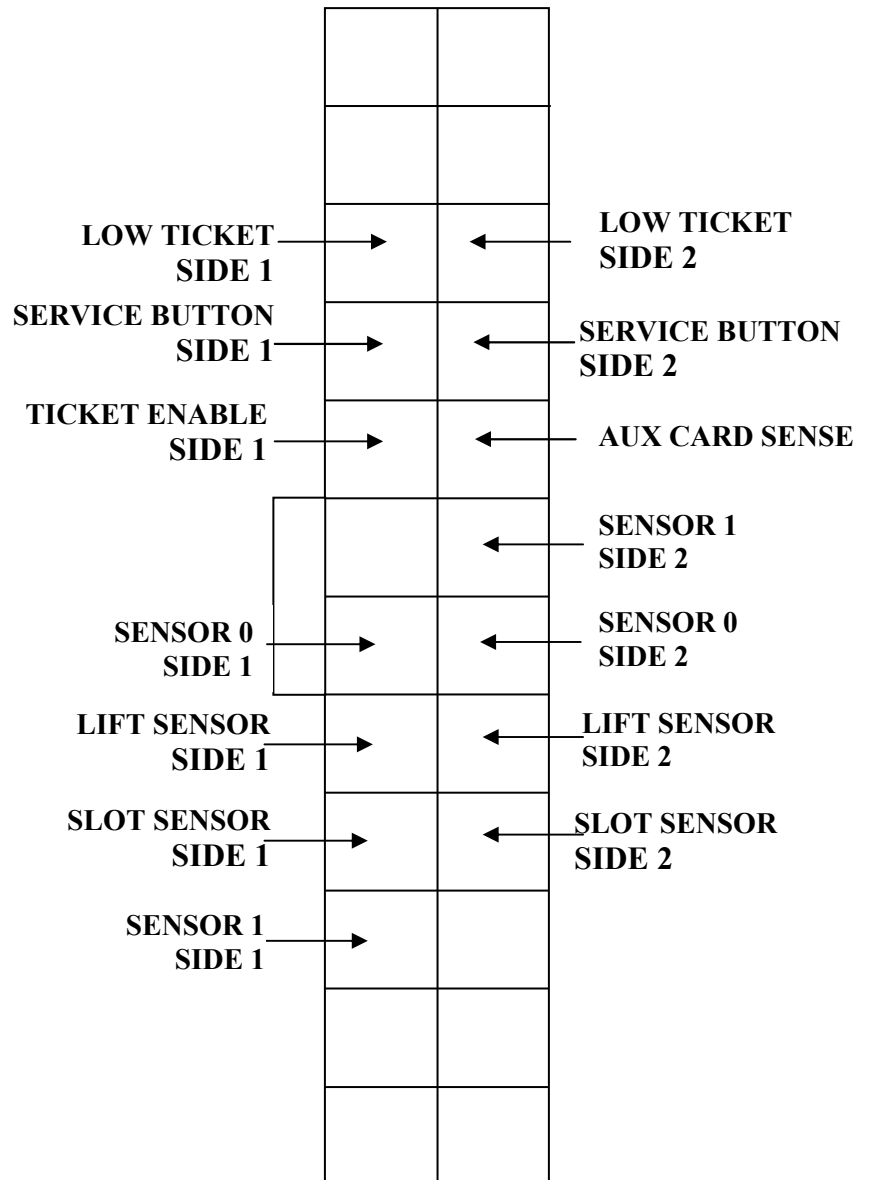 LOW TICKET
SIDE 1
LOW TICKET
SIDE 2
SERVICE BUTTON
SIDE 1
SERVICE BUTTON
SIDE 2
TICKET ENABLE
SIDE 1
AUX CARD SENSE
SENSOR 1
SIDE 2
SENSOR 0
SIDE 1
SENSOR 0
SIDE 2
LIFT SENSOR
SIDE 1
LIFT SENSOR
SIDE 2
SLOT SENSOR
SIDE 1
SLOT SENSOR
SIDE 2
SENSOR 1
SIDE 1